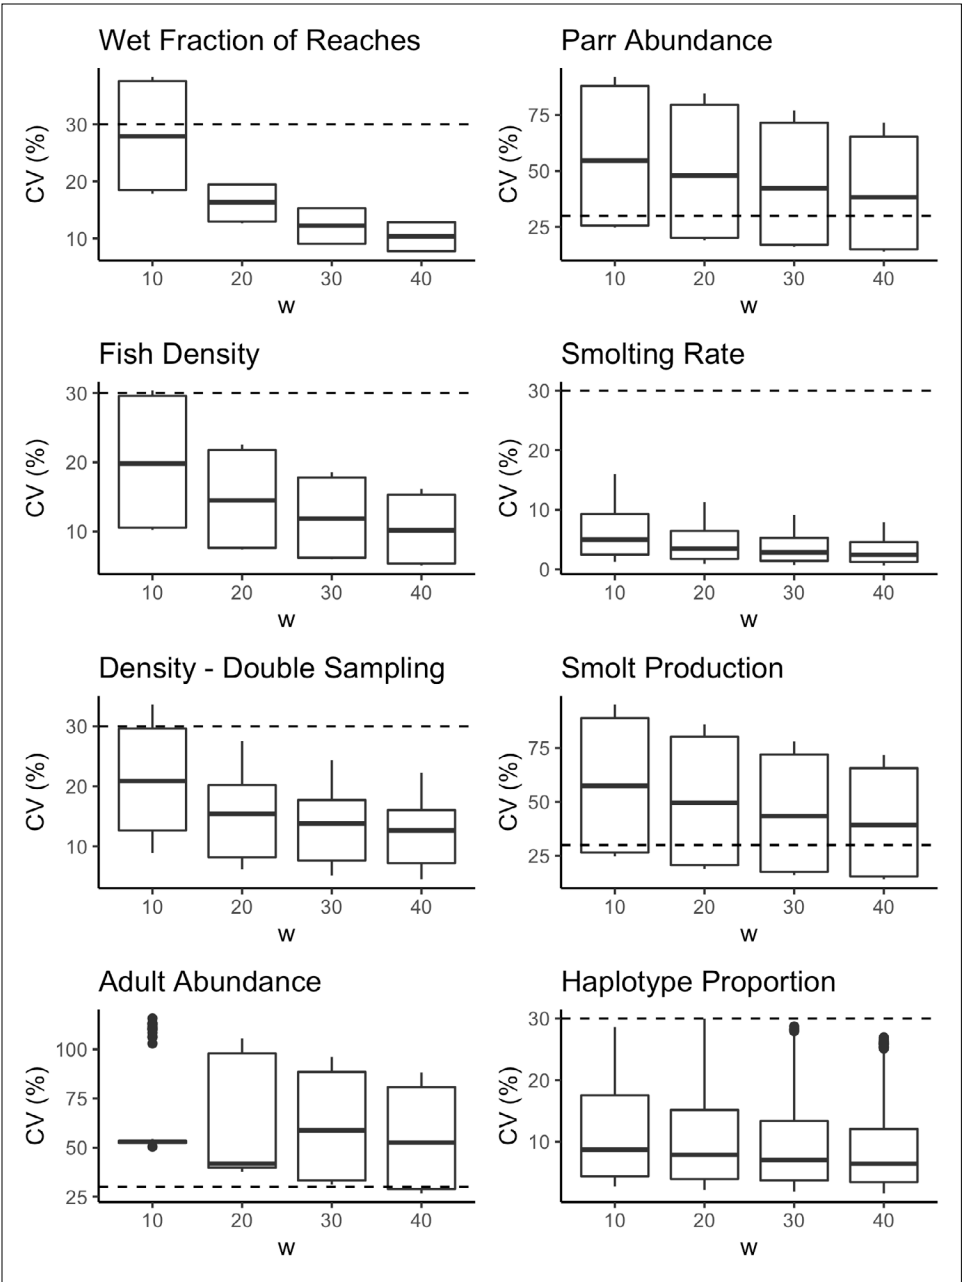 Wet Fraction of Reaches
CV (%)
30
20
10
10 20 30 40
w
Parr Abundance
CV (%)
75
50
25
10 20 30 40
w
Fish Density
CV (%)
30
20
10
10 20 30 40
w
Smolting Rate
CV (%)
30
20
10
0
10 20 30 40
w
Density - Double Sampling
CV (%)
30
20
10
10 20 30 40
w
Smolt Production
CV (%)
75
50
25
10 20 30 40
w
Adult Abundance
CV (%)
100
75
50
25
10 20 30 40
w
Haplotype Proportion
CV (%)
30
20
10
10 20 30 40
w